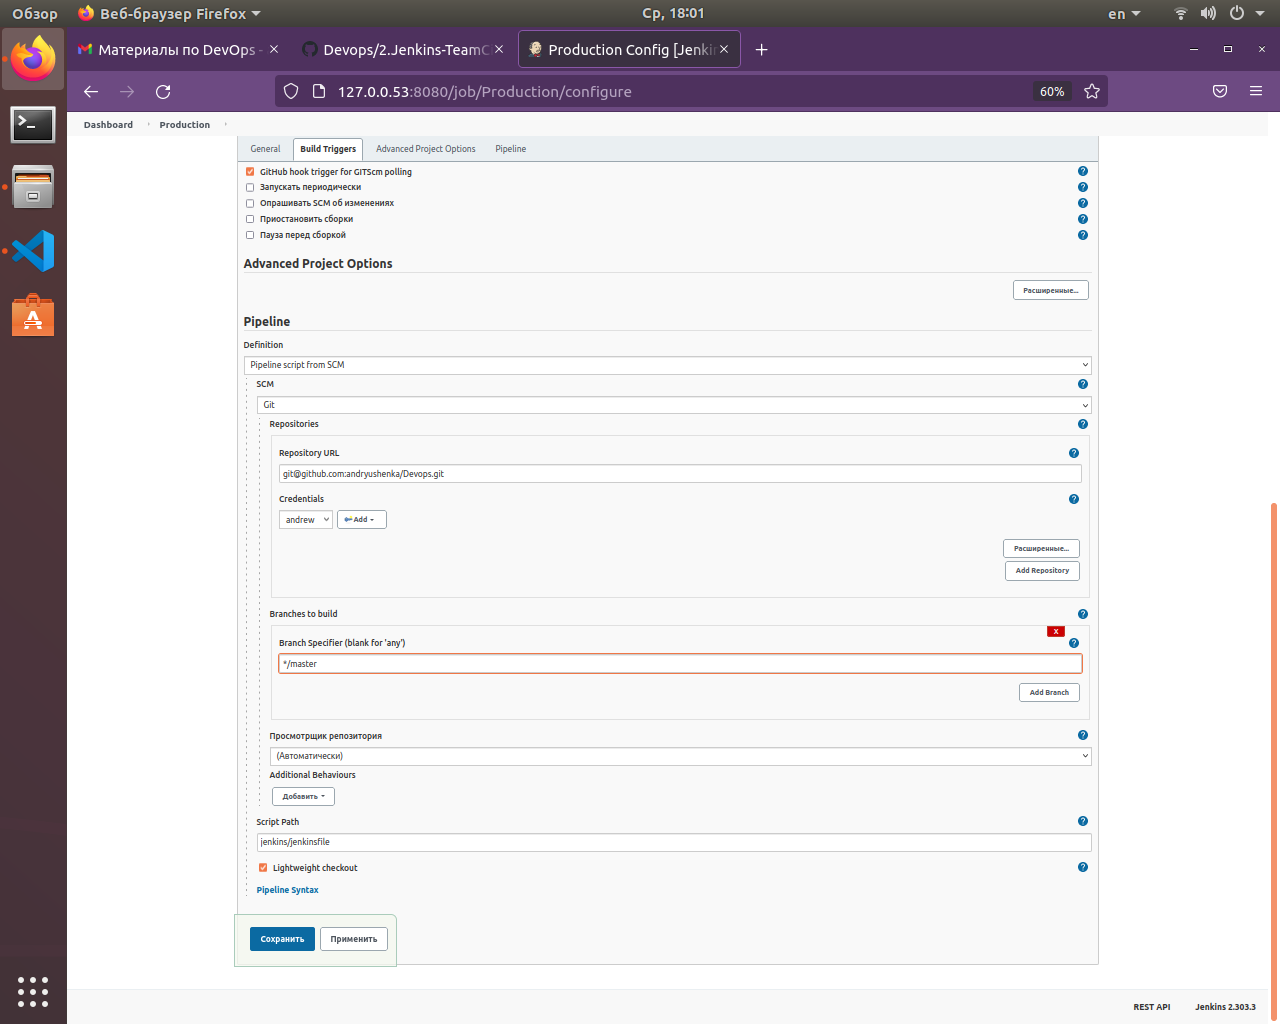 Обзор
Веб-браузер Firefox
Ср, 18:01
en
Материалы по DevOps -
Devops/2.Jenkins-TeamCi
Production Config [Jenki
127.0.0.53:8080/job/Production/configure
60%
Dashboard
Production
General
Build Triggers
Advanced Project Options
Pipeline
GitHub hook trigger for GITScm polling
Запускать периодически
Опрашивать SCM об изменениях
Приостановить сборки
Пауза перед сборкой
Advanced Project Options
Расширенные...
Pipeline
Definition
Pipeline script from SCM
SCM
Git
Repositories
Repository URL
git@github.com:andryushenka/Devops.git
Credentials
andrew
Add
Расширенные...
Add Repository
Branches to build
X
Branch Specifier (blank for 'any')
*/master
Add Branch
Просмотрщик репозитория
(Автоматически)
Additional Behaviours
Добавить
Script Path
jenkins/jenkinsfile
Lightweight checkout
Pipeline Syntax
Сохранить
Применить
REST API
Jenkins 2.303.3